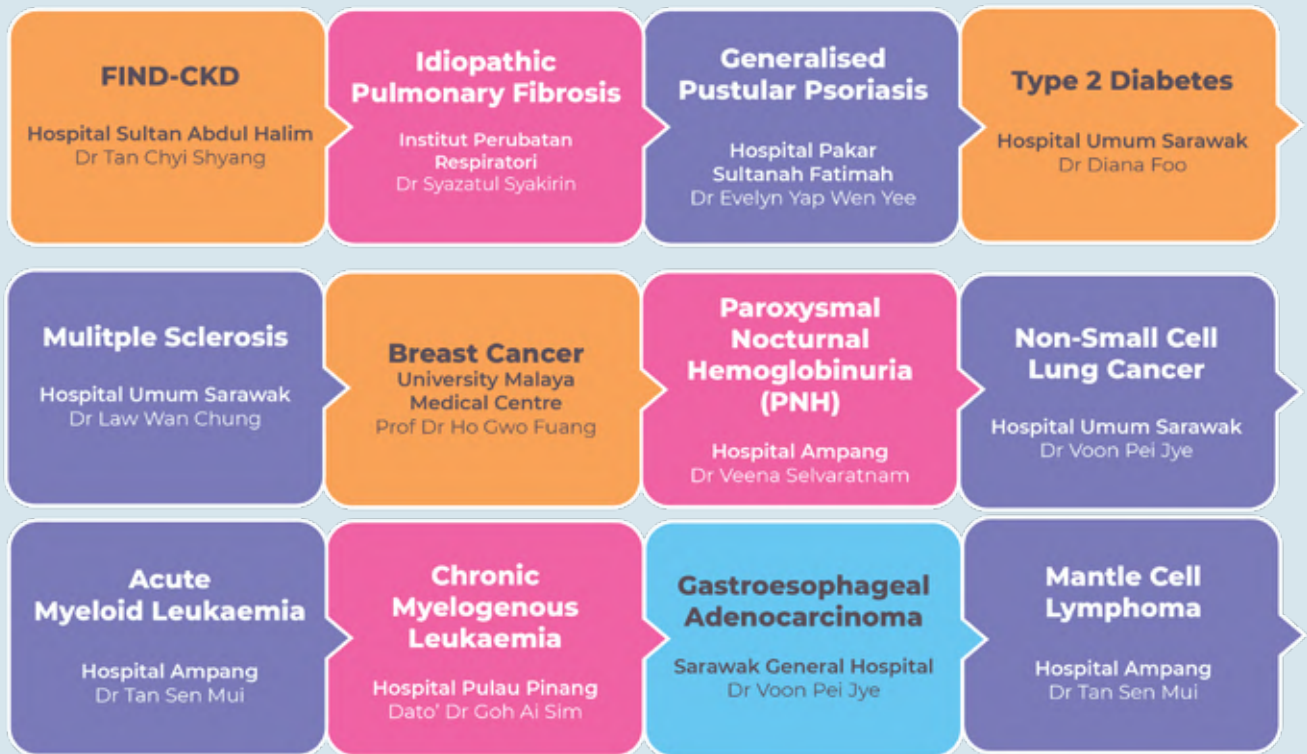 FIND-CKD
Hospital Sultan Abdul Halim
Dr Tan Chyi Shyang
Idiopathic
Pulmonary Fibrosis
Institut Perubatan
Respiratori
Dr Syazatul Syakirin
Generalised
Pustular Psoriasis
Hospital Pakar
Sultanah Fatimah
Dr Evelyn Yap Wen Yee
Type 2 Diabetes
Hospital Umum Sarawak
Dr Diana Foo
Mulitple Sclerosis
Hospital Umum Sarawak
Dr Law Wan Chung
Breast Cancer
University Malaya
Medical Centre
Prof Dr Ho Gwo Fuang
Paroxysmal
Nocturnal
Hemoglobinuria
(PNH)
Hospital Ampang
Dr Veena Selvaratnam
Non-Small Cell
Lung Cancer
Hospital Umum Sarawak
Dr Voon Pei Jye
Acute
Myeloid Leukaemia
Hospital Ampang
Dr Tan Sen Mui
Chronic
Myelogenous
Leukaemia
Hospital Pulau Pinang
Dato' Dr Goh Ai Sim
Gastroesophageal
Adenocarcinoma
Sarawak General Hospital
Dr Voon Pei Jye
Mantle Cell
Lymphoma
Hospital Ampang
Dr Tan Sen Mui